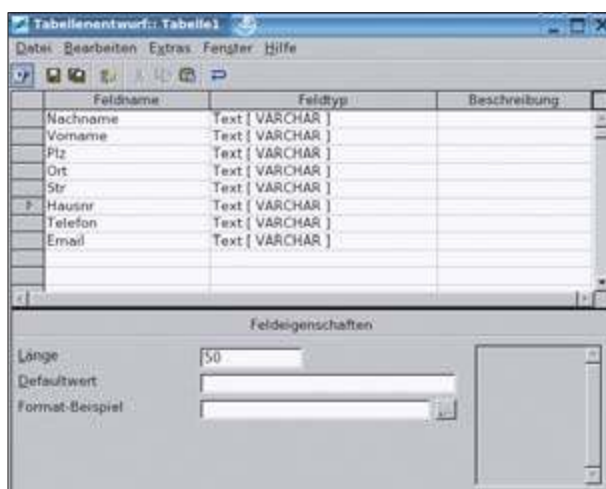 Tabellenentwurf:: Tabelle1
Datei Bearbeiten Extras Fenster Hilfe
Feldname Feldtyp Beschreibung
Nachname Text [ VARCHAR ]
Vorname Text [ VARCHAR ]
Plz Text [ VARCHAR ]
Ort Text [ VARCHAR ]
Str Text [ VARCHAR ]
Hausnr Text [ VARCHAR ]
Telefon Text [ VARCHAR ]
Email Text [ VARCHAR ]
Feldeigenschaften
Länge 50
Defaultwert
Format-Beispiel ...